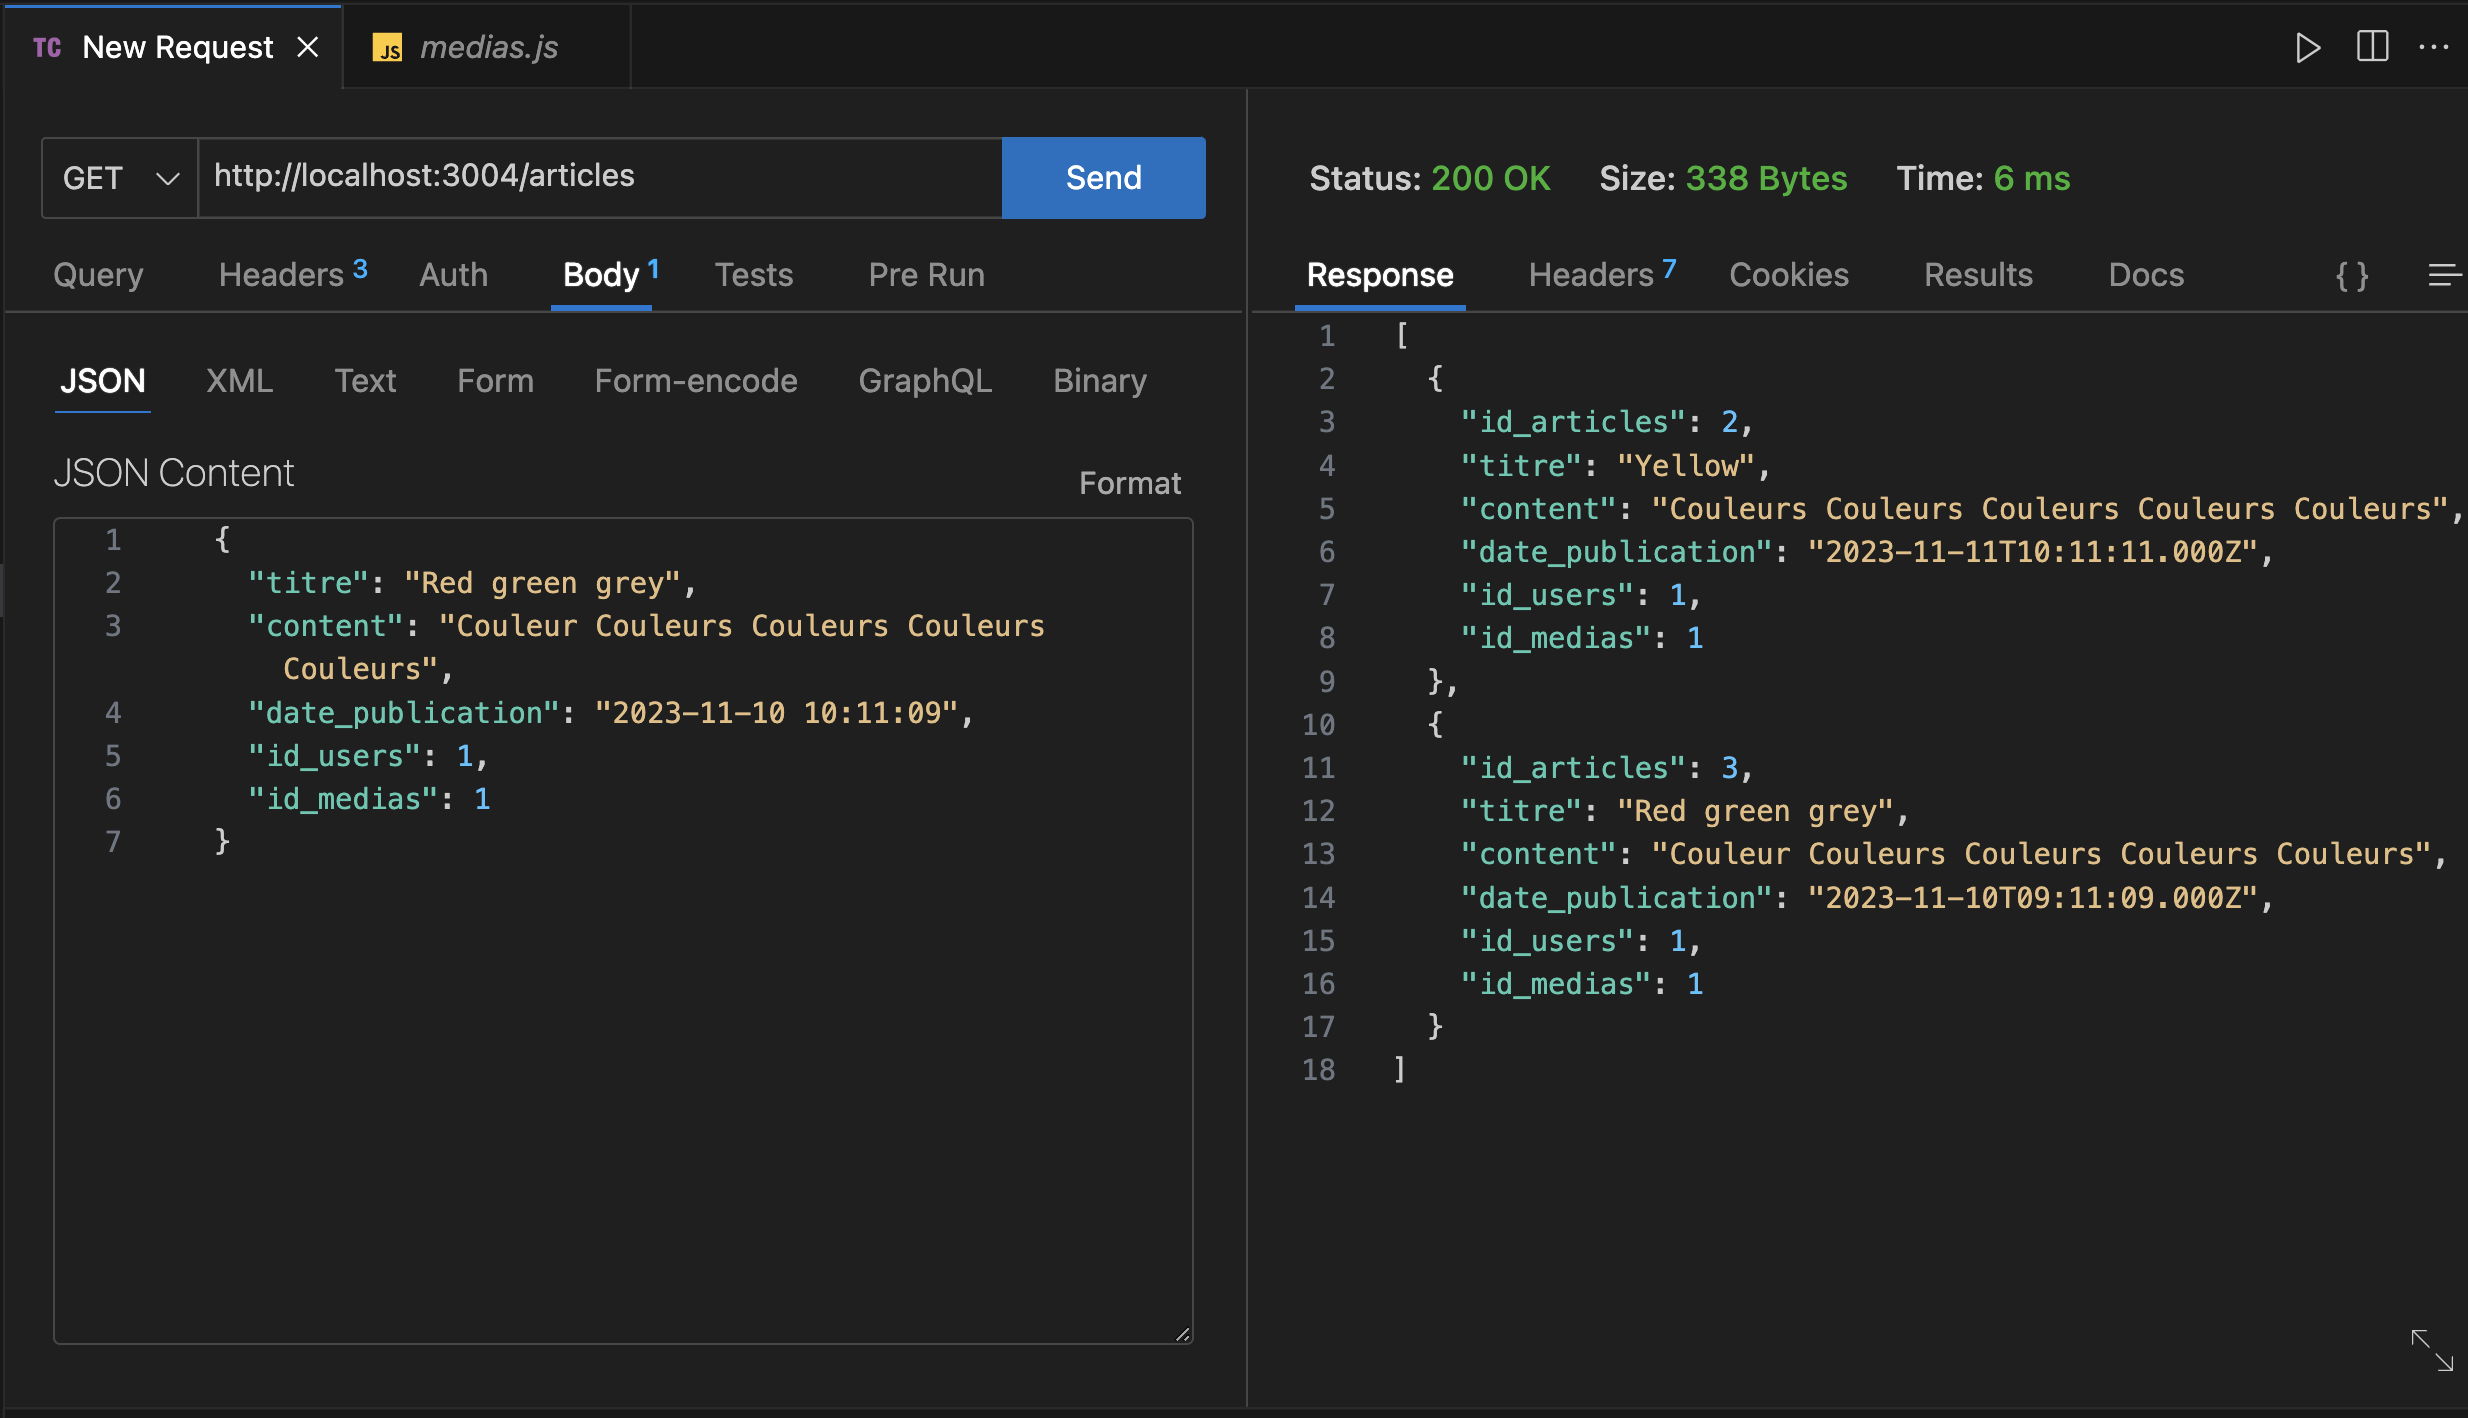 TC New Request
JS medias.js
GET http://localhost:3004/articles Send
Query Headers 3 Auth Body 1 Tests Pre Run
JSON XML Text Form Form-encode GraphQL Binary
JSON Content
Format
1 {
2 "titre": "Red green grey",
3 "content": "Couleur Couleurs Couleurs Couleurs
Couleurs",
4 "date_publication": "2023-11-10 10:11:09",
5 "id_users": 1,
6 "id_medias": 1
7 }
Status: 200 OK Size: 338 Bytes Time: 6 ms
Response Headers 7 Cookies Results Docs { }
1 [
2 {
3 "id_articles": 2,
4 "titre": "Yellow",
5 "content": "Couleurs Couleurs Couleurs Couleurs Couleurs",
6 "date_publication": "2023-11-11T10:11:11.000Z",
7 "id_users": 1,
8 "id_medias": 1
9 },
10 {
11 "id_articles": 3,
12 "titre": "Red green grey",
13 "content": "Couleur Couleurs Couleurs Couleurs Couleurs",
14 "date_publication": "2023-11-10T09:11:09.000Z",
15 "id_users": 1,
16 "id_medias": 1
17 }
18 ]